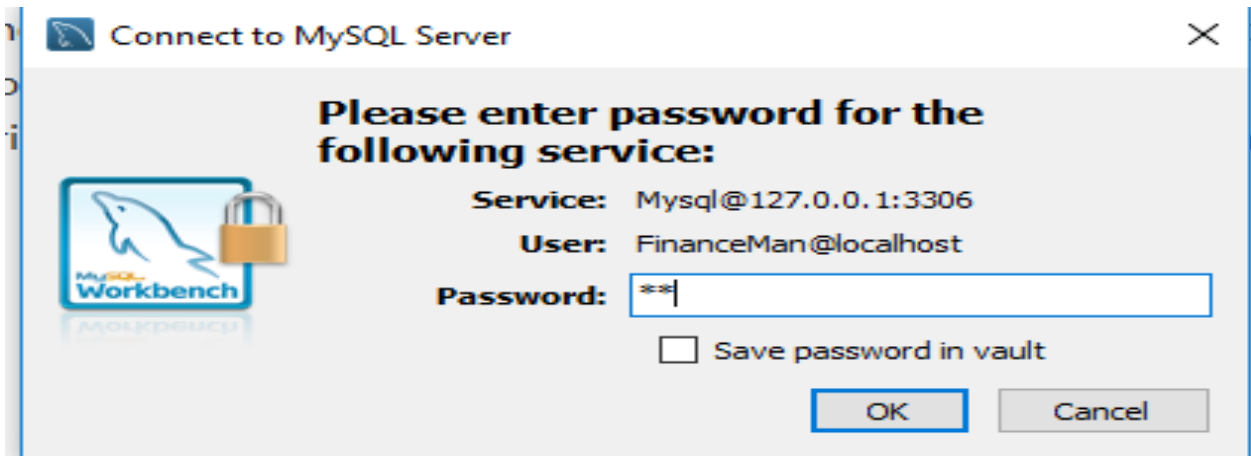 Connect to MySQL Server
Please enter password for the
following service:
Service: Mysql@127.0.0.1:3306
User: FinanceMan@localhost
Password: **
Save password in vault
OK Cancel
MySQL
Workbench